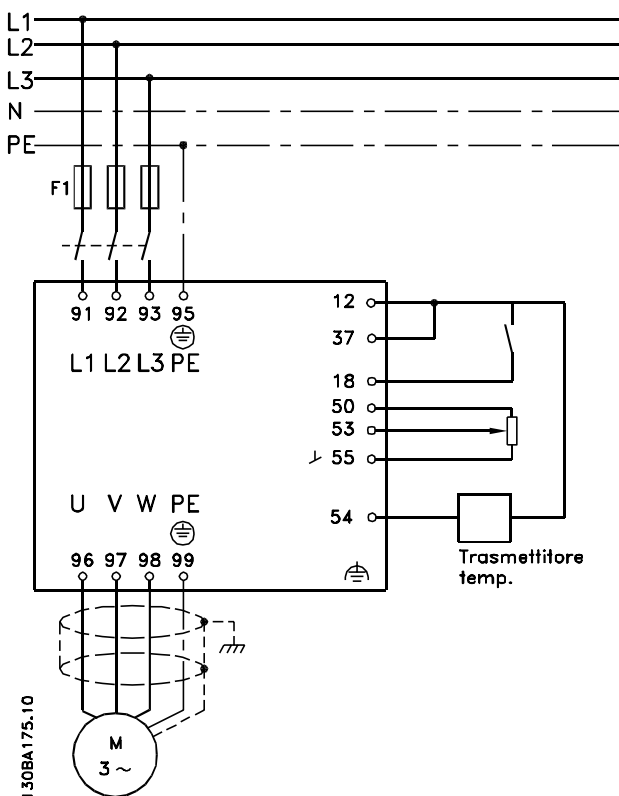 L1
L2
L3
N
PE
F1
91 92 93 95
L1 L2 L3 PE
12
37
18
50
53
55
54
U V W PE
96 97 98 99
Trasmettitore
temp.
M
3 ~
130BA175.10